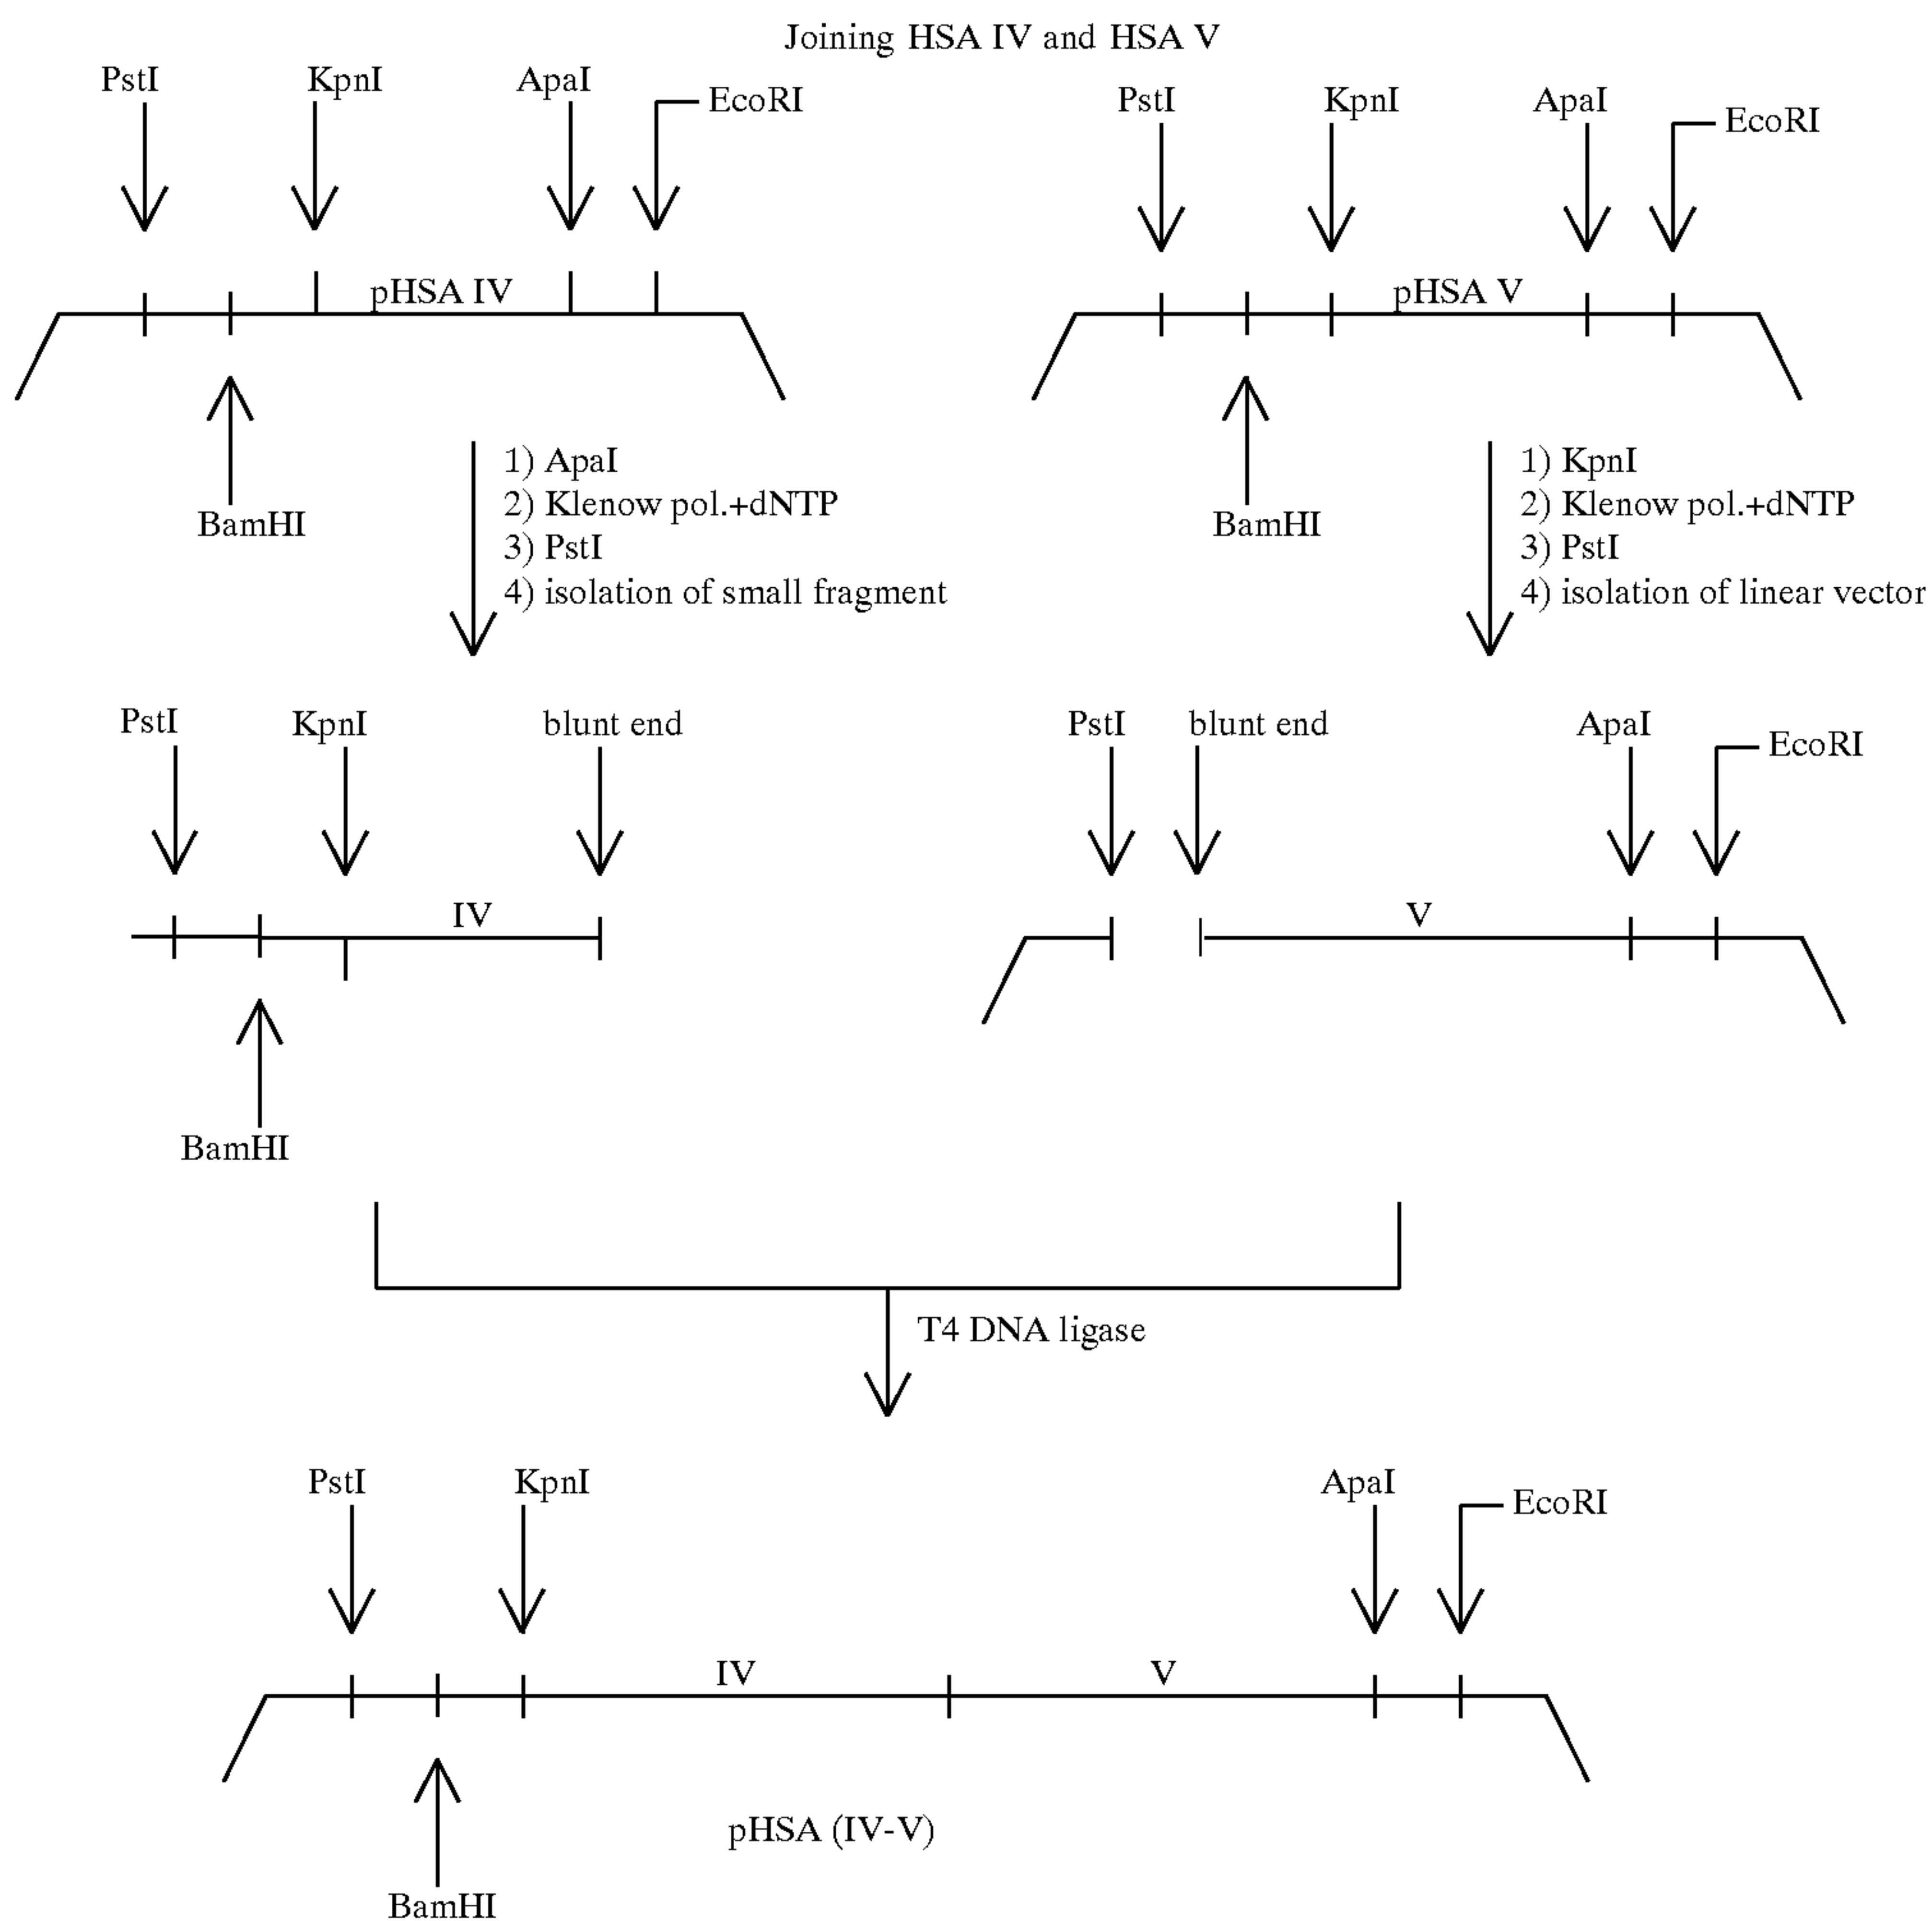 Joining HSA IV and HSA V
PstI KpnI ApaI EcoRI
PstI KpnI ApaI EcoRI
pHSA IV
pHSA V
BamHI
1) ApaI
2) Klenow pol.+dNTP
3) PstI
4) isolation of small fragment
BamHI
1) KpnI
2) Klenow pol.+dNTP
3) PstI
4) isolation of linear vector
PstI KpnI blunt end
IV
BamHI
PstI blunt end ApaI EcoRI
V
T4 DNA ligase
PstI KpnI ApaI EcoRI
IV V
BamHI
pHSA (IV-V)